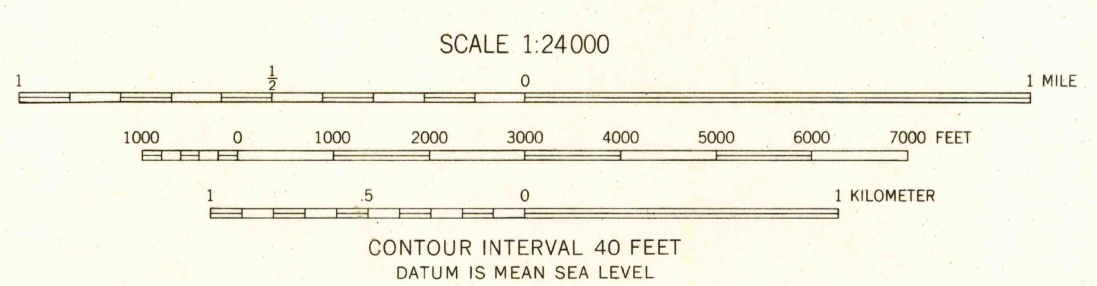 SCALE 1:24000
1 ½ 0 1 MILE
1000 0 1000 2000 3000 4000 5000 6000 7000 FEET
1 .5 0 1 KILOMETER
CONTOUR INTERVAL 40 FEET
DATUM IS MEAN SEA LEVEL